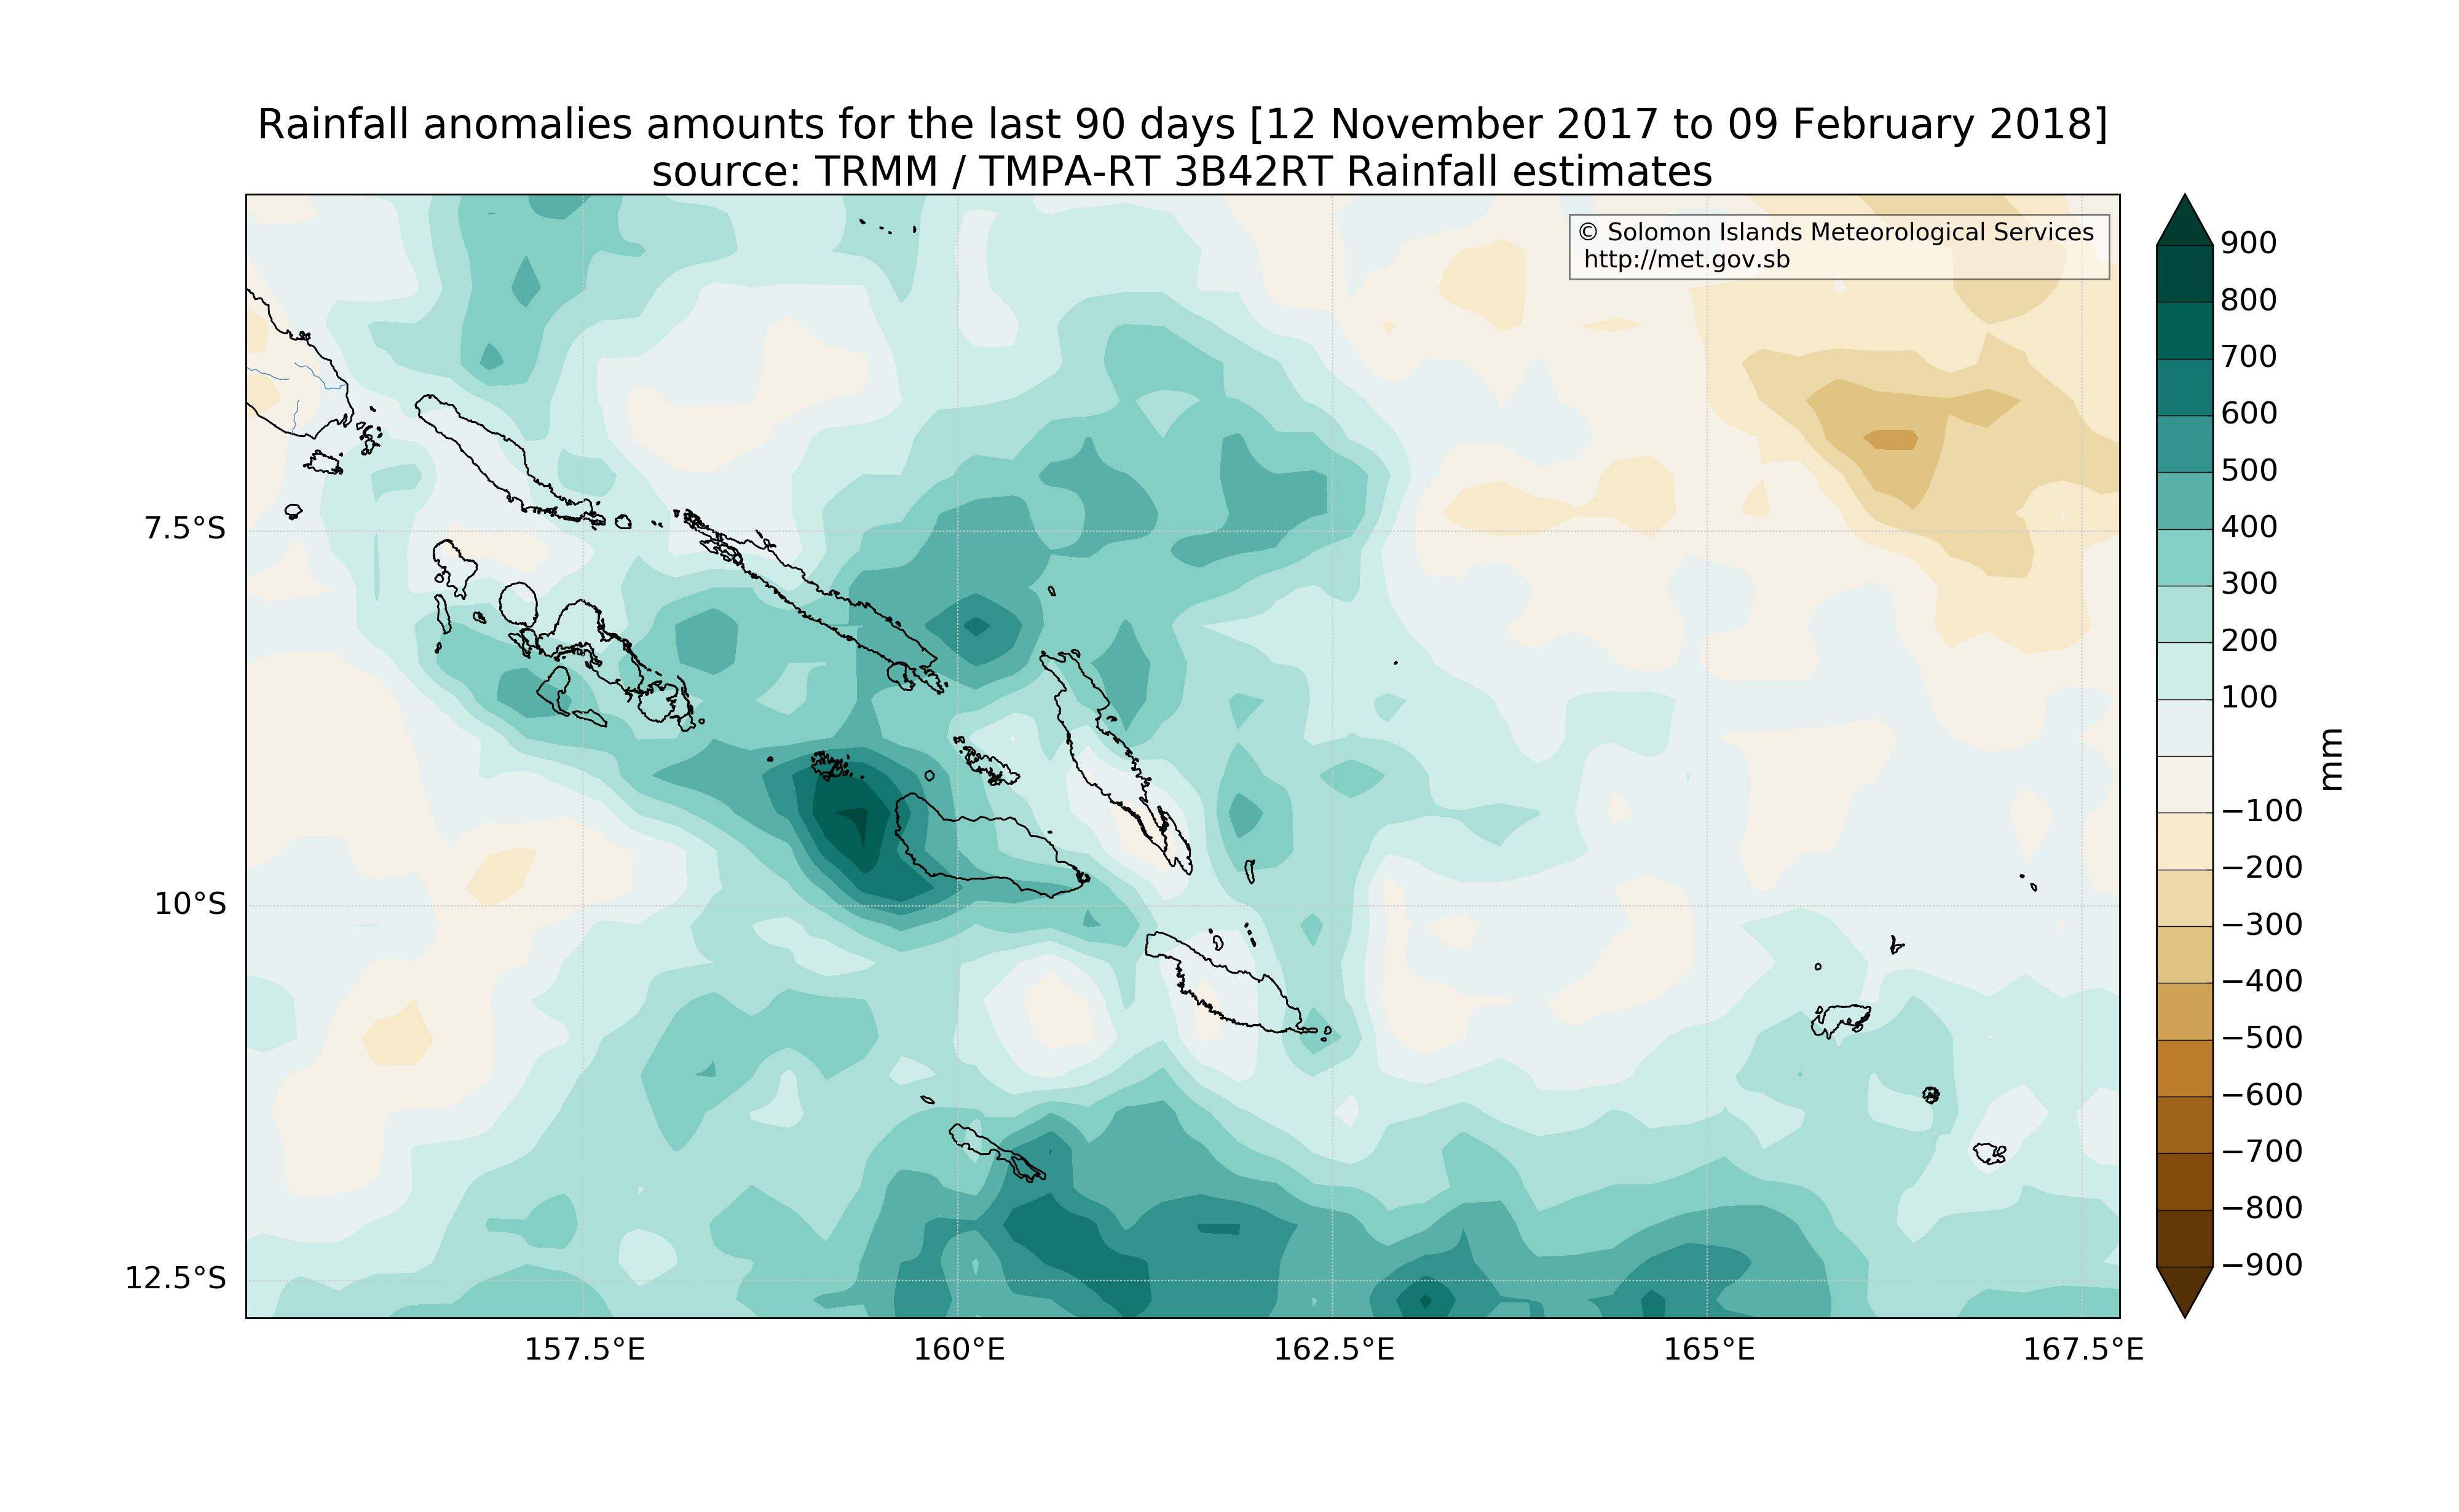 Rainfall anomalies amounts for the last 90 days [12 November 2017 to 09 February 2018]
source: TRMM / TMPA-RT 3B42RT Rainfall estimates
© Solomon Islands Meteorological Services
http://met.gov.sb
7.5°S
10°S
12.5°S
157.5°E
160°E
162.5°E
165°E
167.5°E
900
800
700
600
500
400
300
200
100
−100
−200
−300
−400
−500
−600
−700
−800
−900
mm